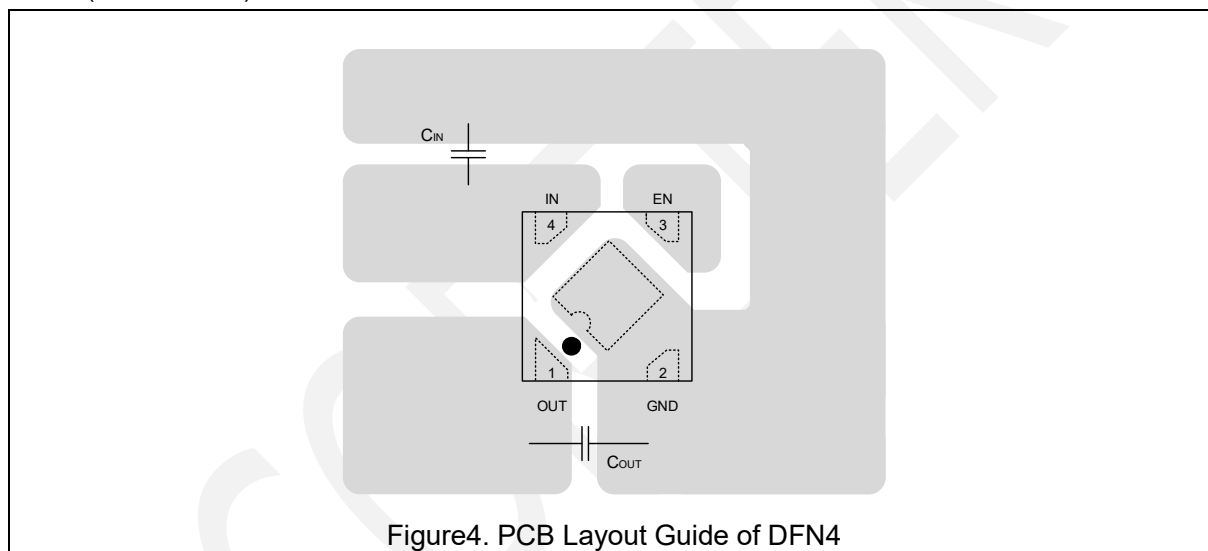 CIN
IN EN
4 3
1 2
OUT GND
COUT
Figure4. PCB Layout Guide of DFN4